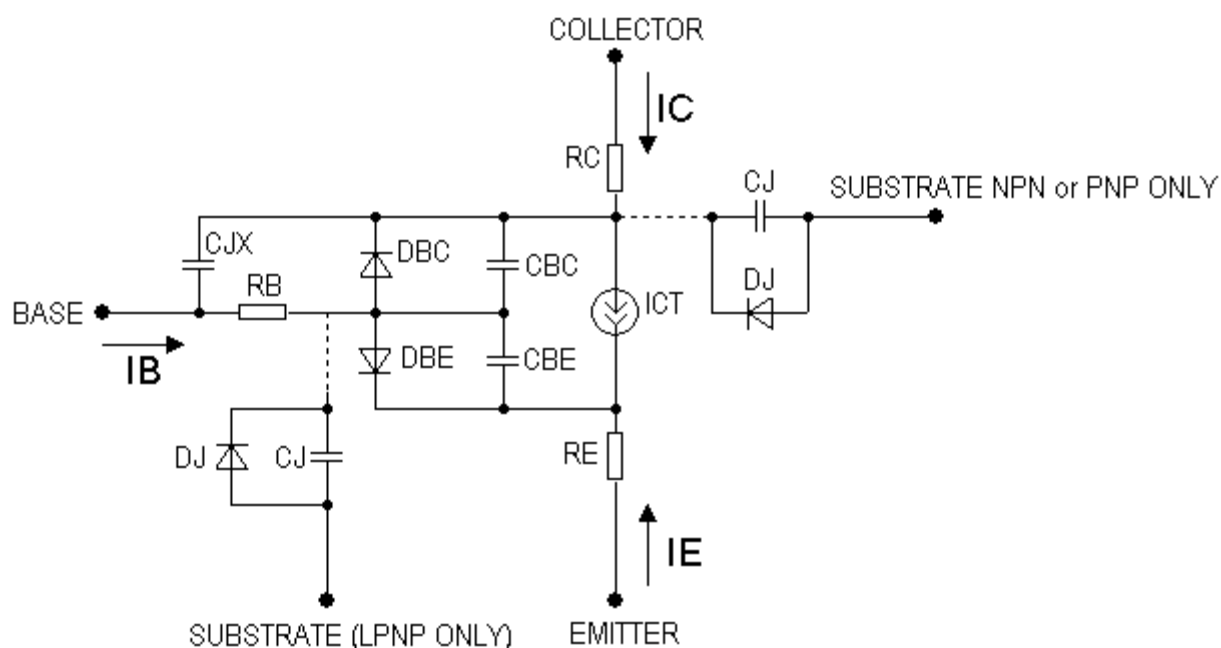 COLLECTOR
IC
RC
CJ
SUBSTRATE NPN or PNP ONLY
CJX
DBC
CBC
RB
DJ
ICT
BASE
IB
DBE
CBE
DJ
CJ
RE
IE
SUBSTRATE (LPNP ONLY)
EMITTER